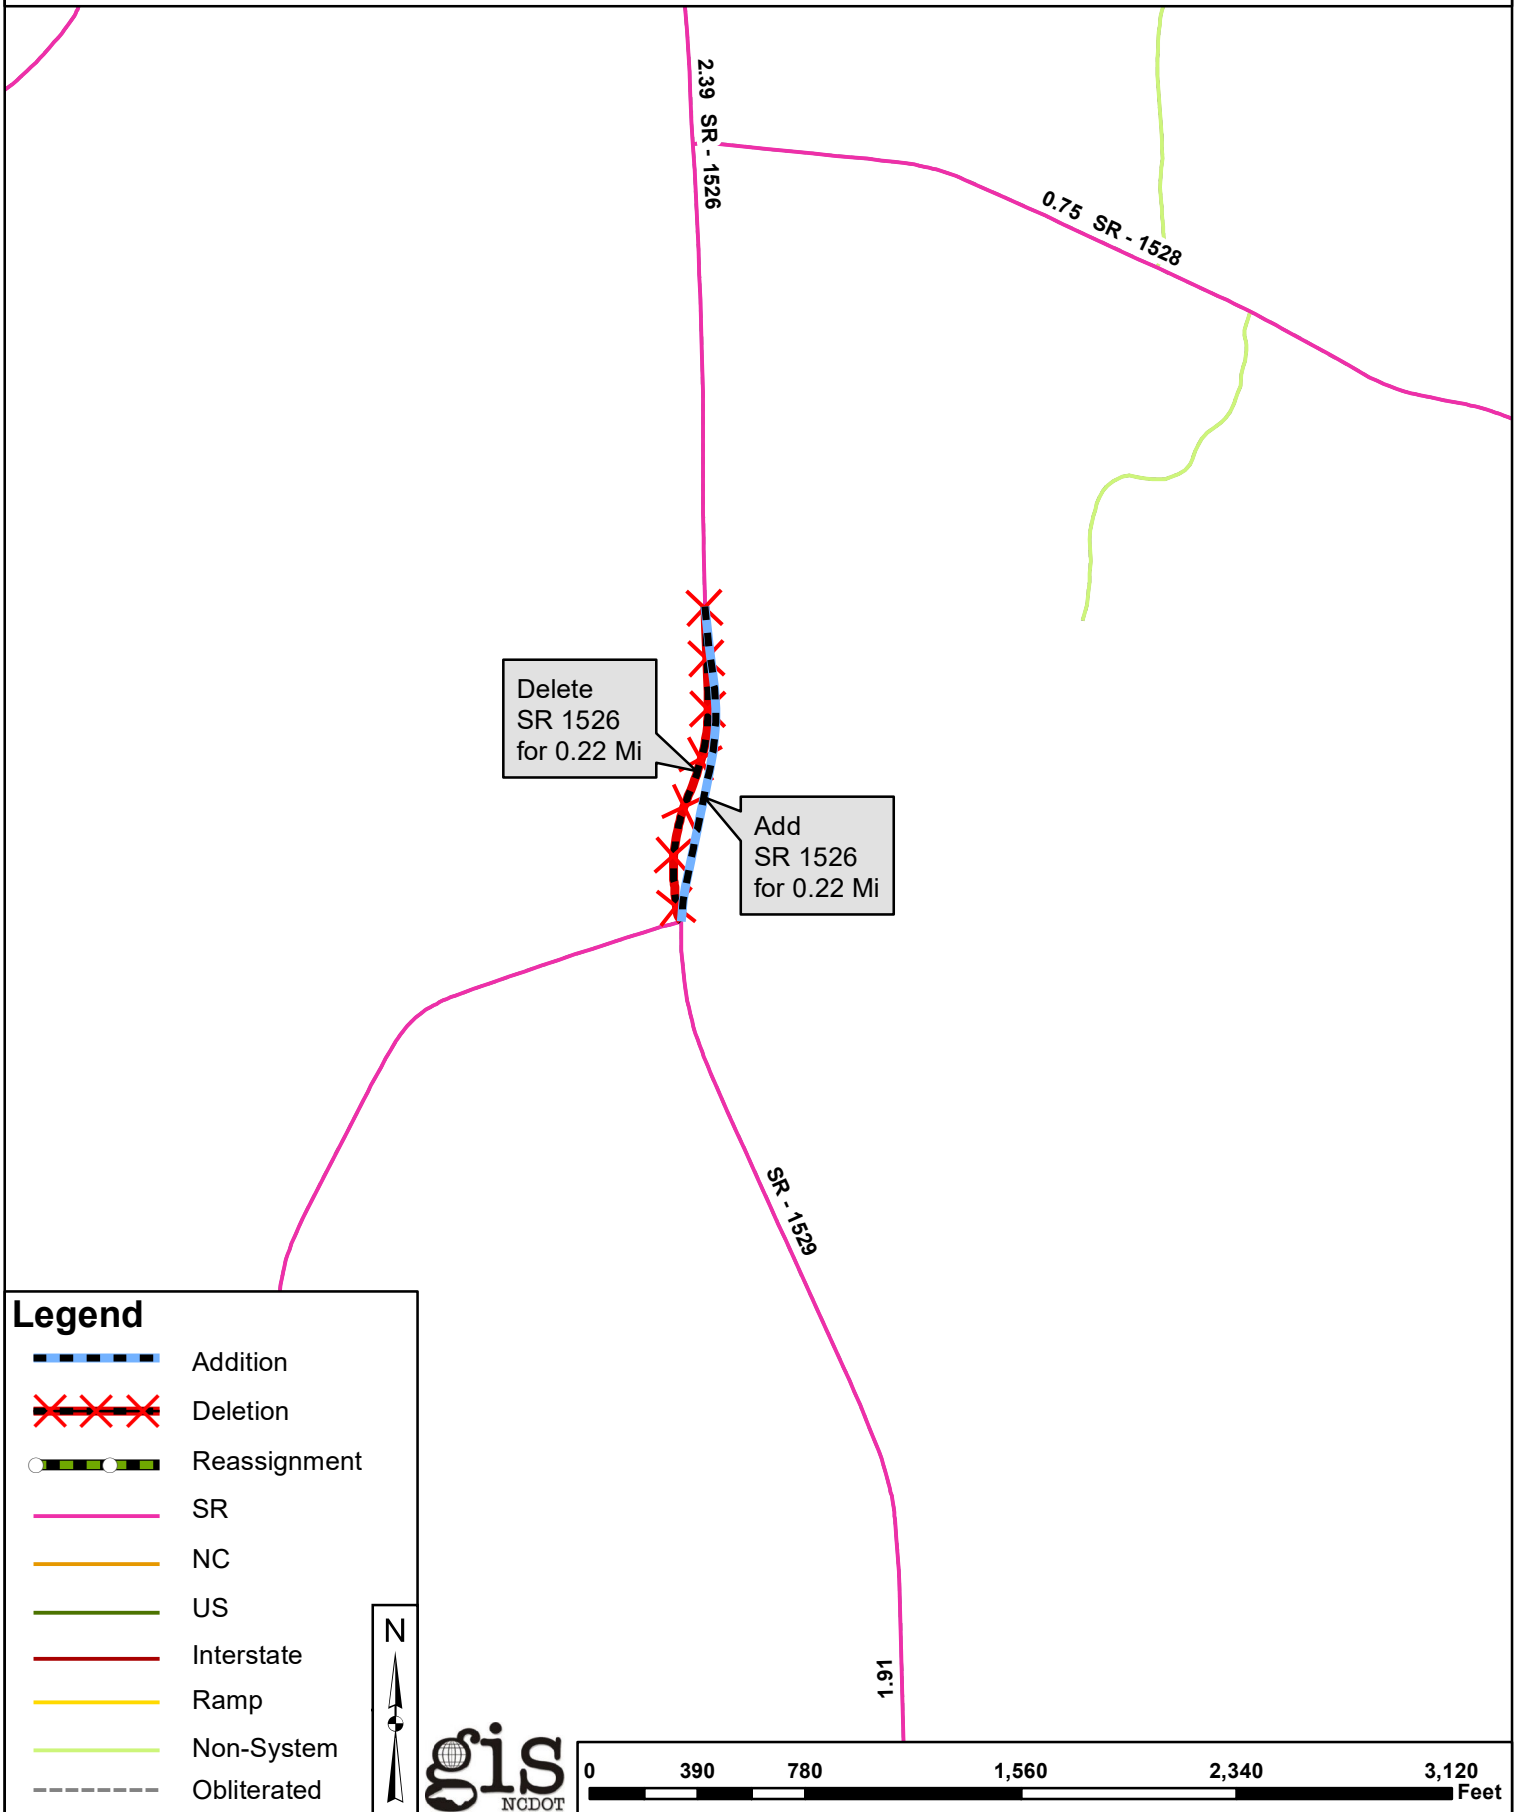 2.39 SR - 1526
0.75 SR - 1528
Delete
SR 1526
for 0.22 Mi
Add
SR 1526
for 0.22 Mi
SR - 1529
1.91
Legend
Addition
Deletion
Reassignment
SR
NC
US
Interstate
Ramp
Non-System
Obliterated
N
gis
NCDOT
0 390 780 1,560 2,340 3,120
Feet